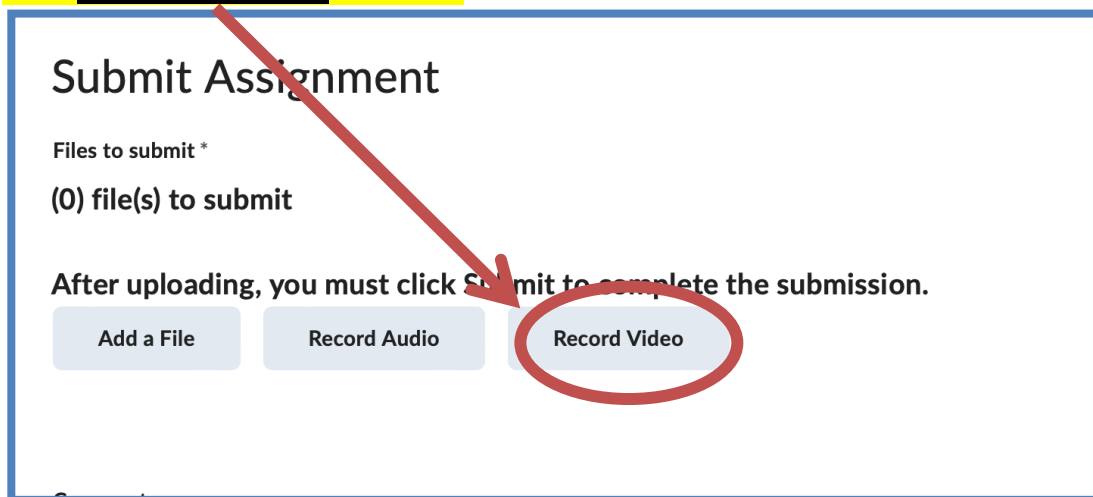 Submit Assignment
Files to submit *
(0) file(s) to submit
After uploading, you must click Submit to complete the submission.
Add a File Record Audio Record Video